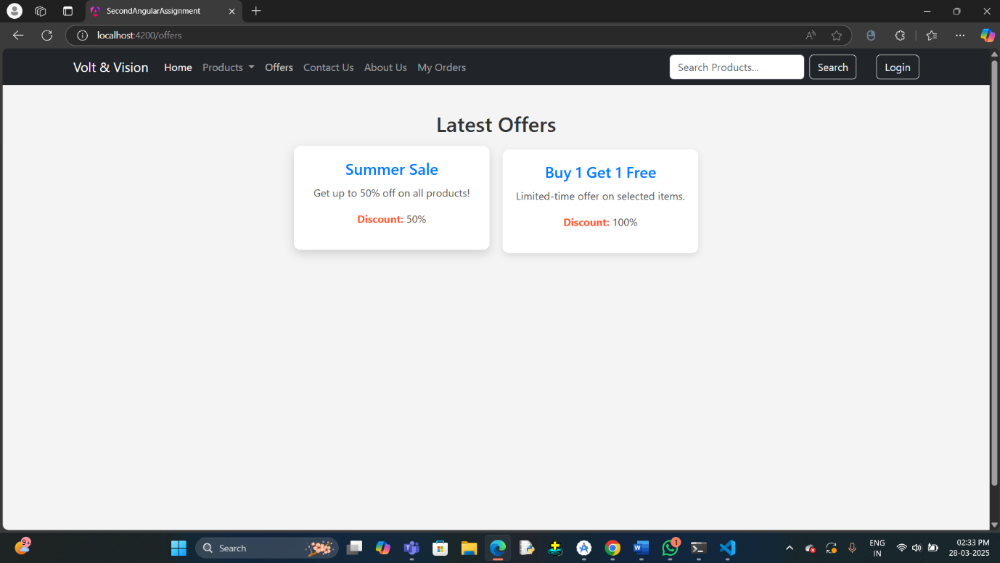 SecondAngularAssignment
localhost:4200/offers
Volt & Vision Home Products Offers Contact Us About Us My Orders Search Products... Search Login
Latest Offers
Summer Sale
Get up to 50% off on all products!
Discount: 50%
Buy 1 Get 1 Free
Limited-time offer on selected items.
Discount: 100%
9+
Search
1
ENG
IN
02:33 PM
28-03-2025